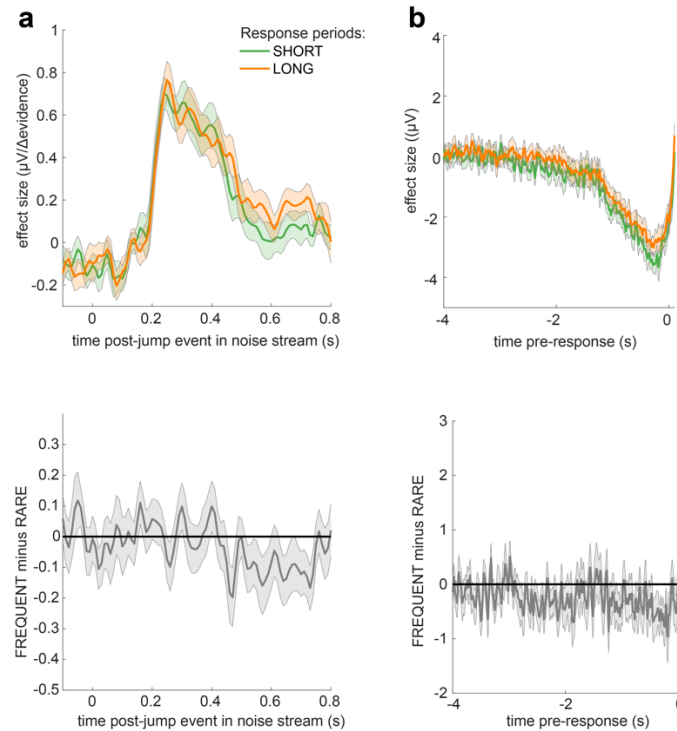 a
b
Response periods:
SHORT
LONG
effect size (µV/Δevidence)
1
0.8
0.6
0.4
0.2
0
-0.2
0 0.2 0.4 0.6 0.8
time post-jump event in noise stream (s)
effect size ((µV)
4
2
0
-2
-4
-4 -2 0
time pre-response (s)
FREQUENT minus RARE
0.3
0.2
0.1
0
-0.1
-0.2
-0.3
-0.4
-0.5
0 0.2 0.4 0.6 0.8
time post-jump event in noise stream (s)
FREQUENT minus RARE
3
2
1
0
-1
-2
-4 -2 0
time pre-response (s)